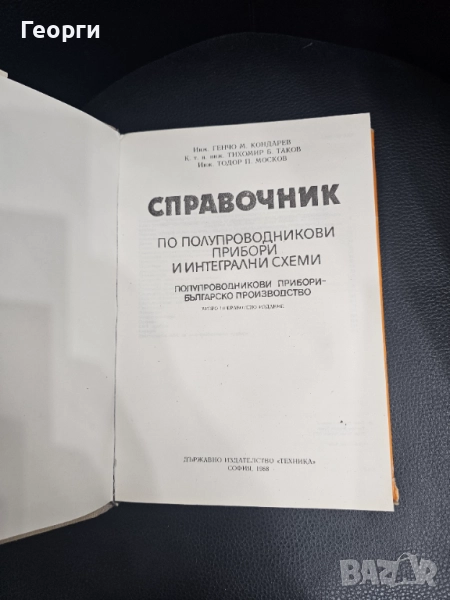 Георги
Инж. ГЕНЧО М. КОНДАРЕВ
К. т. н. инж. ТИХОМИР Б. ТАКОВ
Инж. ТОДОР П. МОСКОВ
СПРАВОЧНИК
ПО ПОЛУПРОВОДНИКОВИ
ПРИБОРИ
И ИНТЕГРАЛНИ СХЕМИ
ПОЛУПРОВОДНИКОВИ ПРИБОРИ-
БЪЛГАРСКО ПРОИЗВОДСТВО
ДЪРЖАВНО ИЗДАТЕЛСТВО «ТЕХНИКА»
СОФИЯ, 1988
BAZAR